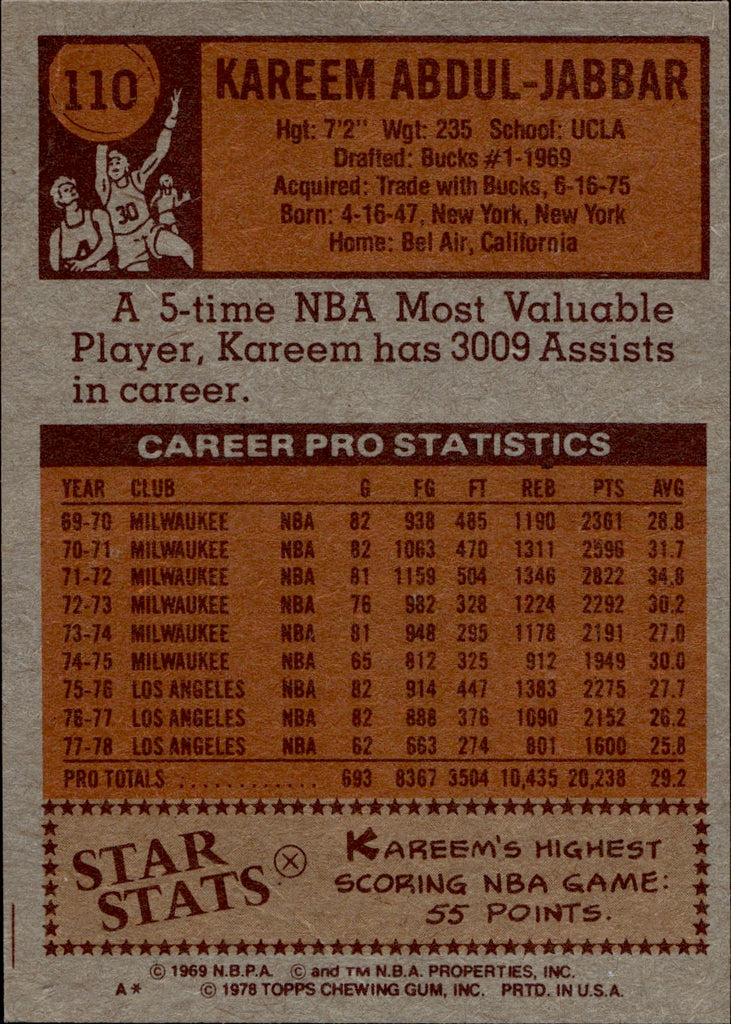 110
KAREEM ABDUL-JABBAR
Hgt: 7'2" Wgt: 235 School: UCLA
Drafted: Bucks #1-1969
Acquired: Trade with Bucks, 6-16-75
Born: 4-16-47, New York, New York
Home: Bel Air, California
30
A 5-time NBA Most Valuable
Player, Kareem has 3009 Assists
in career.
CAREER PRO STATISTICS
YEAR CLUB G FG FT REB PTS AVG
69-70 MILWAUKEE NBA 82 938 485 1190 2361 28.8
70-71 MILWAUKEE NBA 82 1063 470 1311 2596 31.7
71-72 MILWAUKEE NBA 81 1159 504 1346 2822 34.8
72-73 MILWAUKEE NBA 76 982 328 1224 2292 30.2
73-74 MILWAUKEE NBA 81 948 295 1178 2191 27.0
74-75 MILWAUKEE NBA 65 812 325 912 1949 30.0
75-76 LOS ANGELES NBA 82 914 447 1383 2275 27.7
76-77 LOS ANGELES NBA 82 888 376 1090 2152 26.2
77-78 LOS ANGELES NBA 62 663 274 801 1600 25.8
PRO TOTALS ............ 693 8367 3504 10,435 20,238 29.2
STAR STATS
KAREEM'S HIGHEST
SCORING NBA GAME:
55 POINTS.
© 1969 N.B.P.A. © and TM N.B.A. PROPERTIES, INC.
A* © 1978 TOPPS CHEWING GUM, INC. PRTD. IN U.S.A.